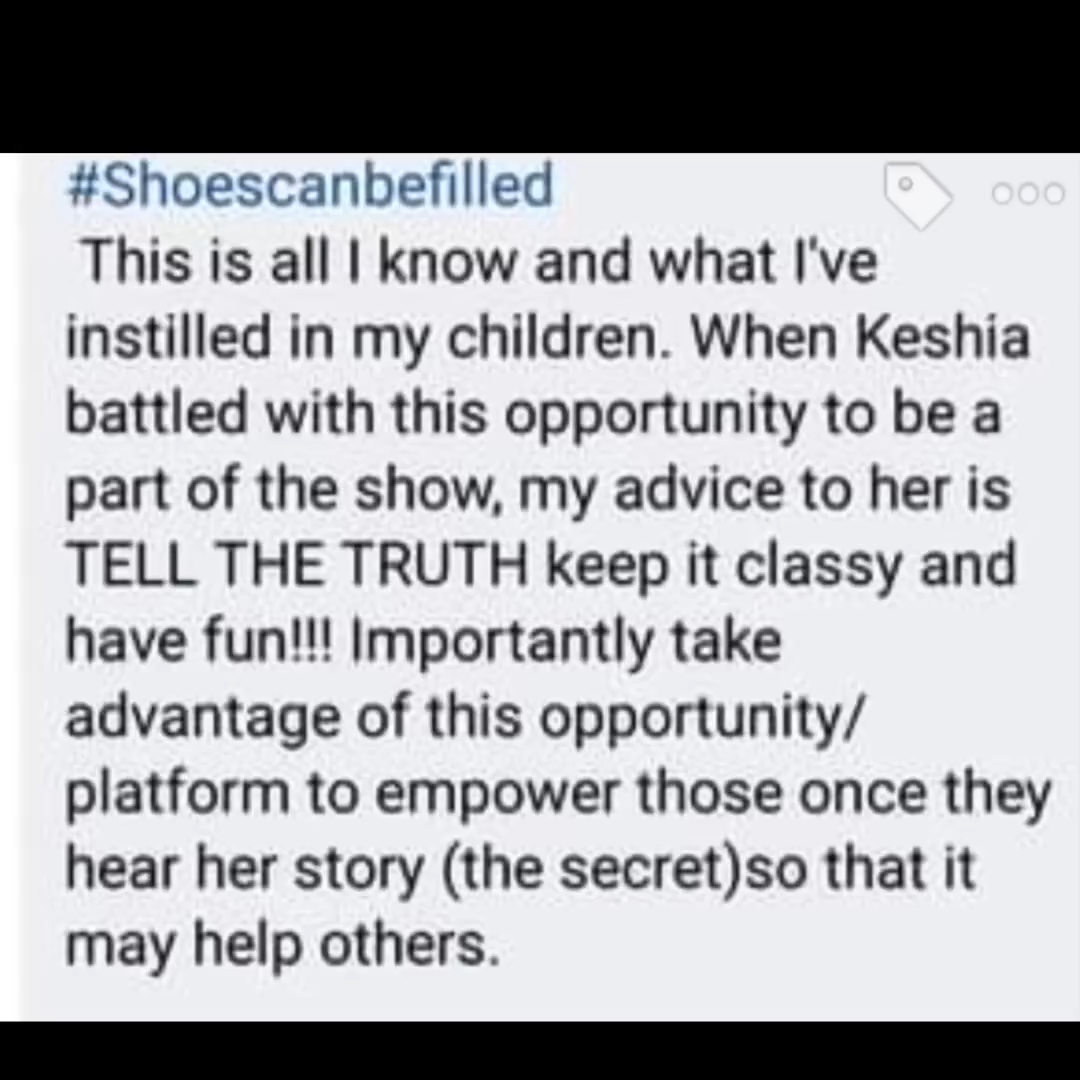 #Shoescanbefilled
This is all I know and what I've
instilled in my children. When Keshia
battled with this opportunity to be a
part of the show, my advice to her is
TELL THE TRUTH keep it classy and
have fun!!! Importantly take
advantage of this opportunity/
platform to empower those once they
hear her story (the secret)so that it
may help others.